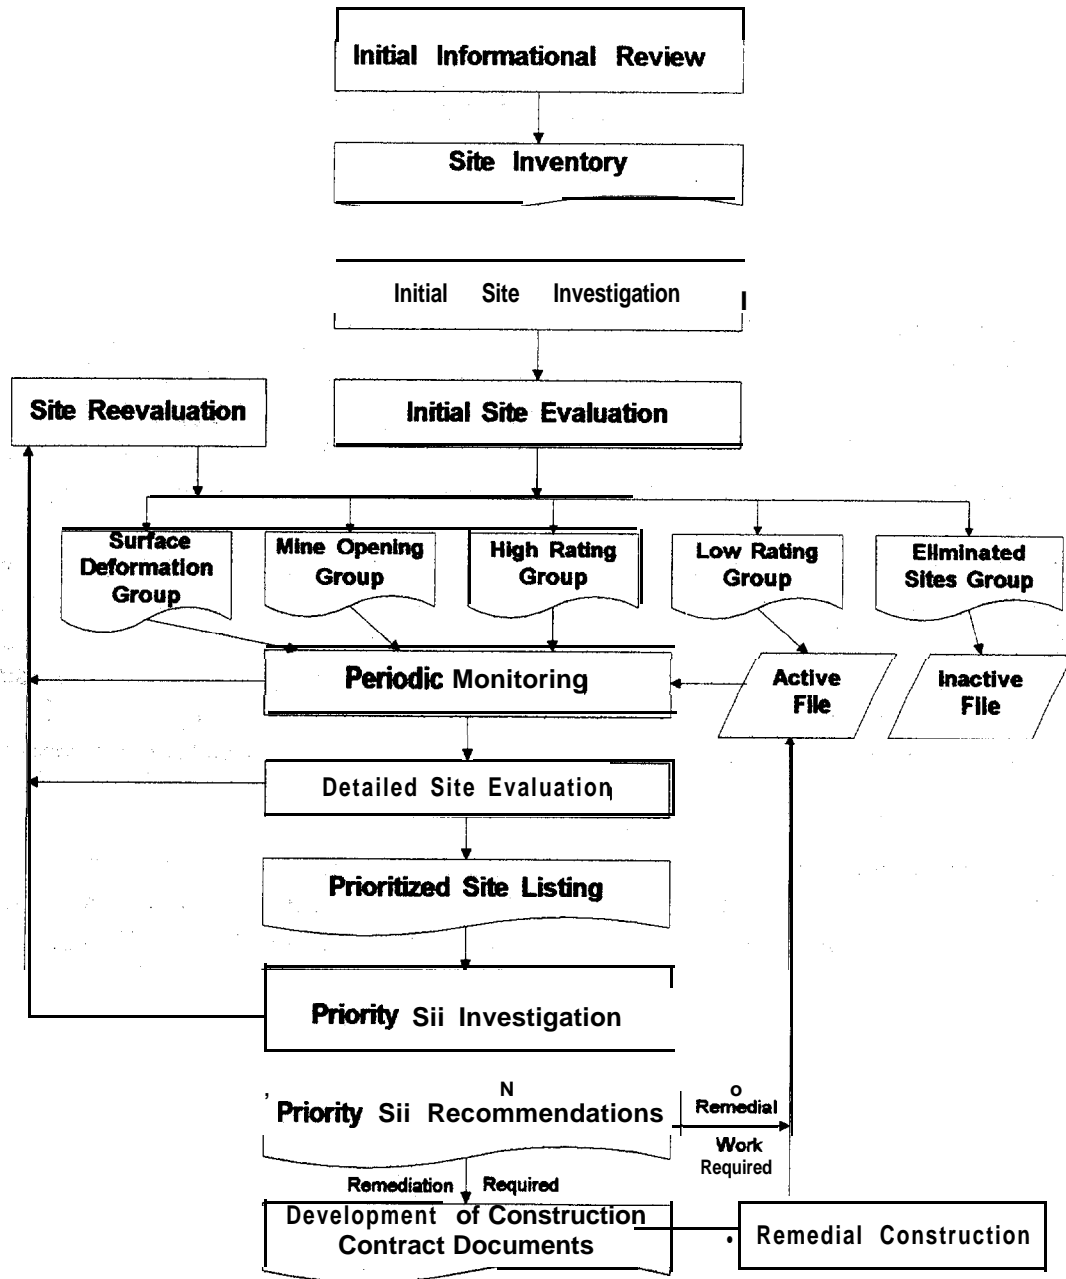 Initial Informational Review
Site Inventory
Initial Site Investigation
Site Reevaluation
Initial Site Evaluation
Surface
Deformation
Group
Mine Opening
Group
High Rating
Group
Low Rating
Group
Eliminated
Sites Group
Periodic Monitoring
Active
File
Inactive
File
Detailed Site Evaluation
Prioritized Site Listing
Priority Sii Investigation
N o
Priority Sii Recommendations
Remedial
Work
Required
Remediation Required
Development of Construction
Contract Documents
Remedial Construction